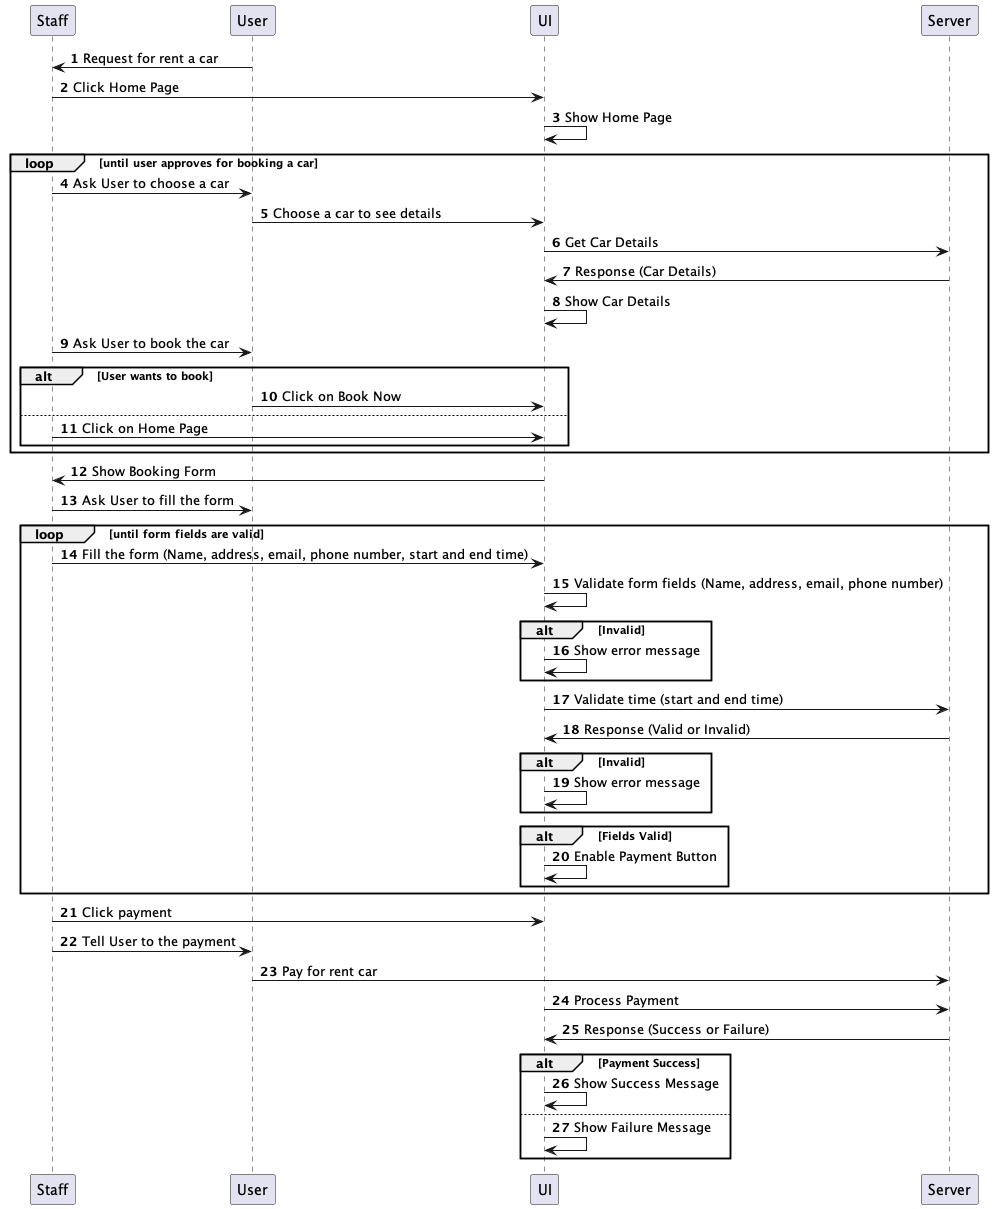 Staff User UI Server
1 Request for rent a car
2 Click Home Page
3 Show Home Page
loop [until user approves for booking a car]
4 Ask User to choose a car
5 Choose a car to see details
6 Get Car Details
7 Response (Car Details)
8 Show Car Details
9 Ask User to book the car
alt [User wants to book]
10 Click on Book Now
11 Click on Home Page
12 Show Booking Form
13 Ask User to fill the form
loop [until form fields are valid]
14 Fill the form (Name, address, email, phone number, start and end time)
15 Validate form fields (Name, address, email, phone number)
alt [Invalid]
16 Show error message
17 Validate time (start and end time)
18 Response (Valid or Invalid)
alt [Invalid]
19 Show error message
alt [Fields Valid]
20 Enable Payment Button
21 Click payment
22 Tell User to the payment
23 Pay for rent car
24 Process Payment
25 Response (Success or Failure)
alt [Payment Success]
26 Show Success Message
27 Show Failure Message
Staff User UI Server